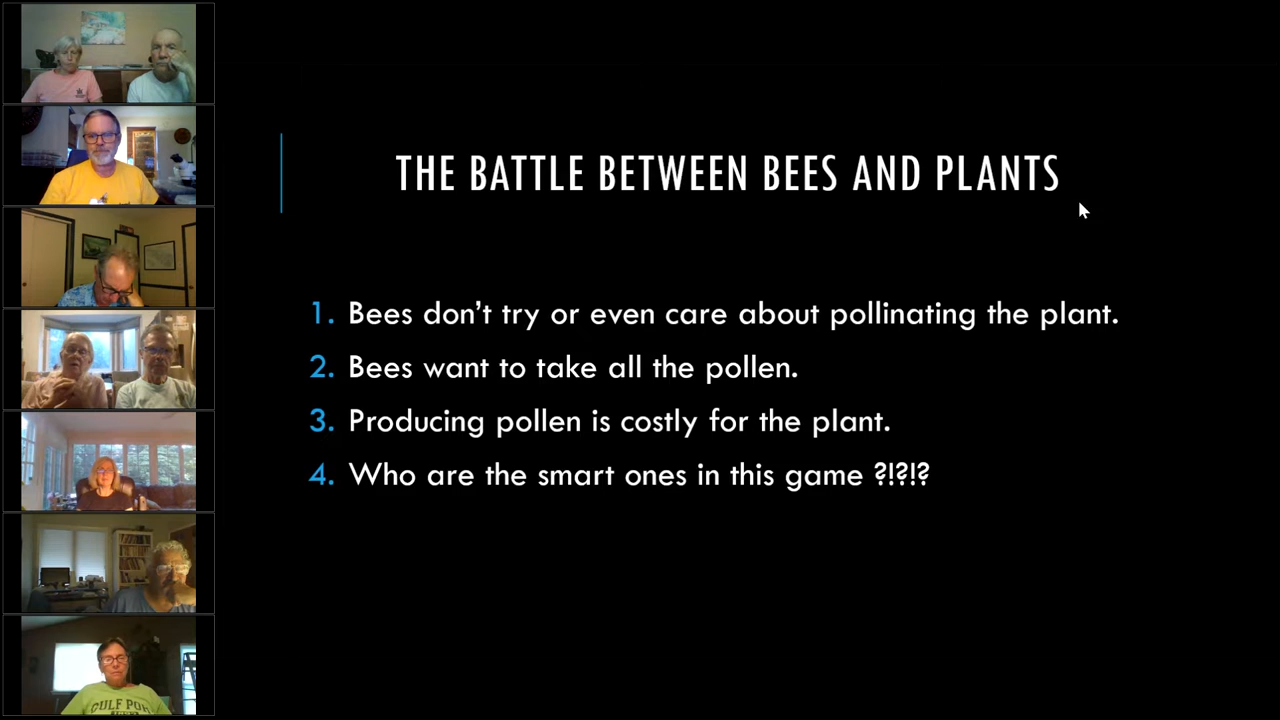 THE BATTLE BETWEEN BEES AND PLANTS
1. Bees don't try or even care about pollinating the plant.
2. Bees want to take all the pollen.
3. Producing pollen is costly for the plant.
4. Who are the smart ones in this game ?!?!?
GULF